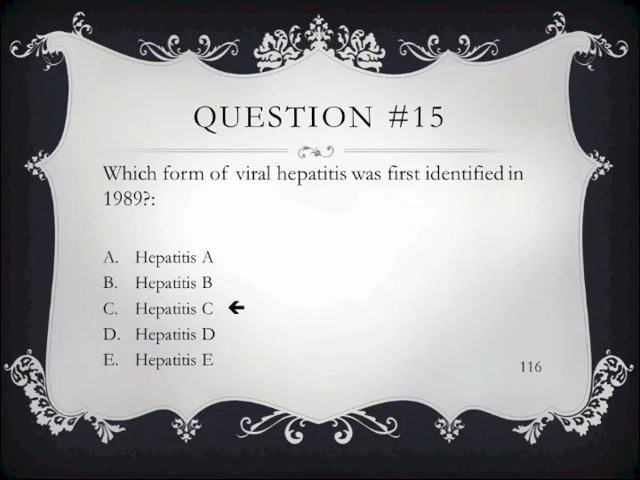 QUESTION #15
Which form of viral hepatitis was first identified in
1989?:
A. Hepatitis A
B. Hepatitis B
C. Hepatitis C 🡸
D. Hepatitis D
E. Hepatitis E
116